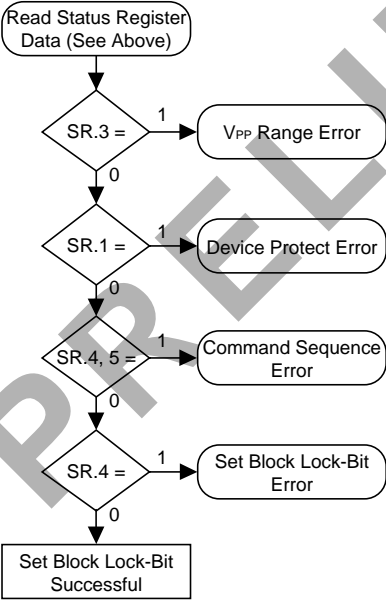 Read Status Register
Data (See Above)
SR.3 =
1
VPP Range Error
0
SR.1 =
1
Device Protect Error
0
SR.4, 5 =
1
Command Sequence
Error
0
SR.4 =
1
Set Block Lock-Bit
Error
0
Set Block Lock-Bit
Successful
PREL